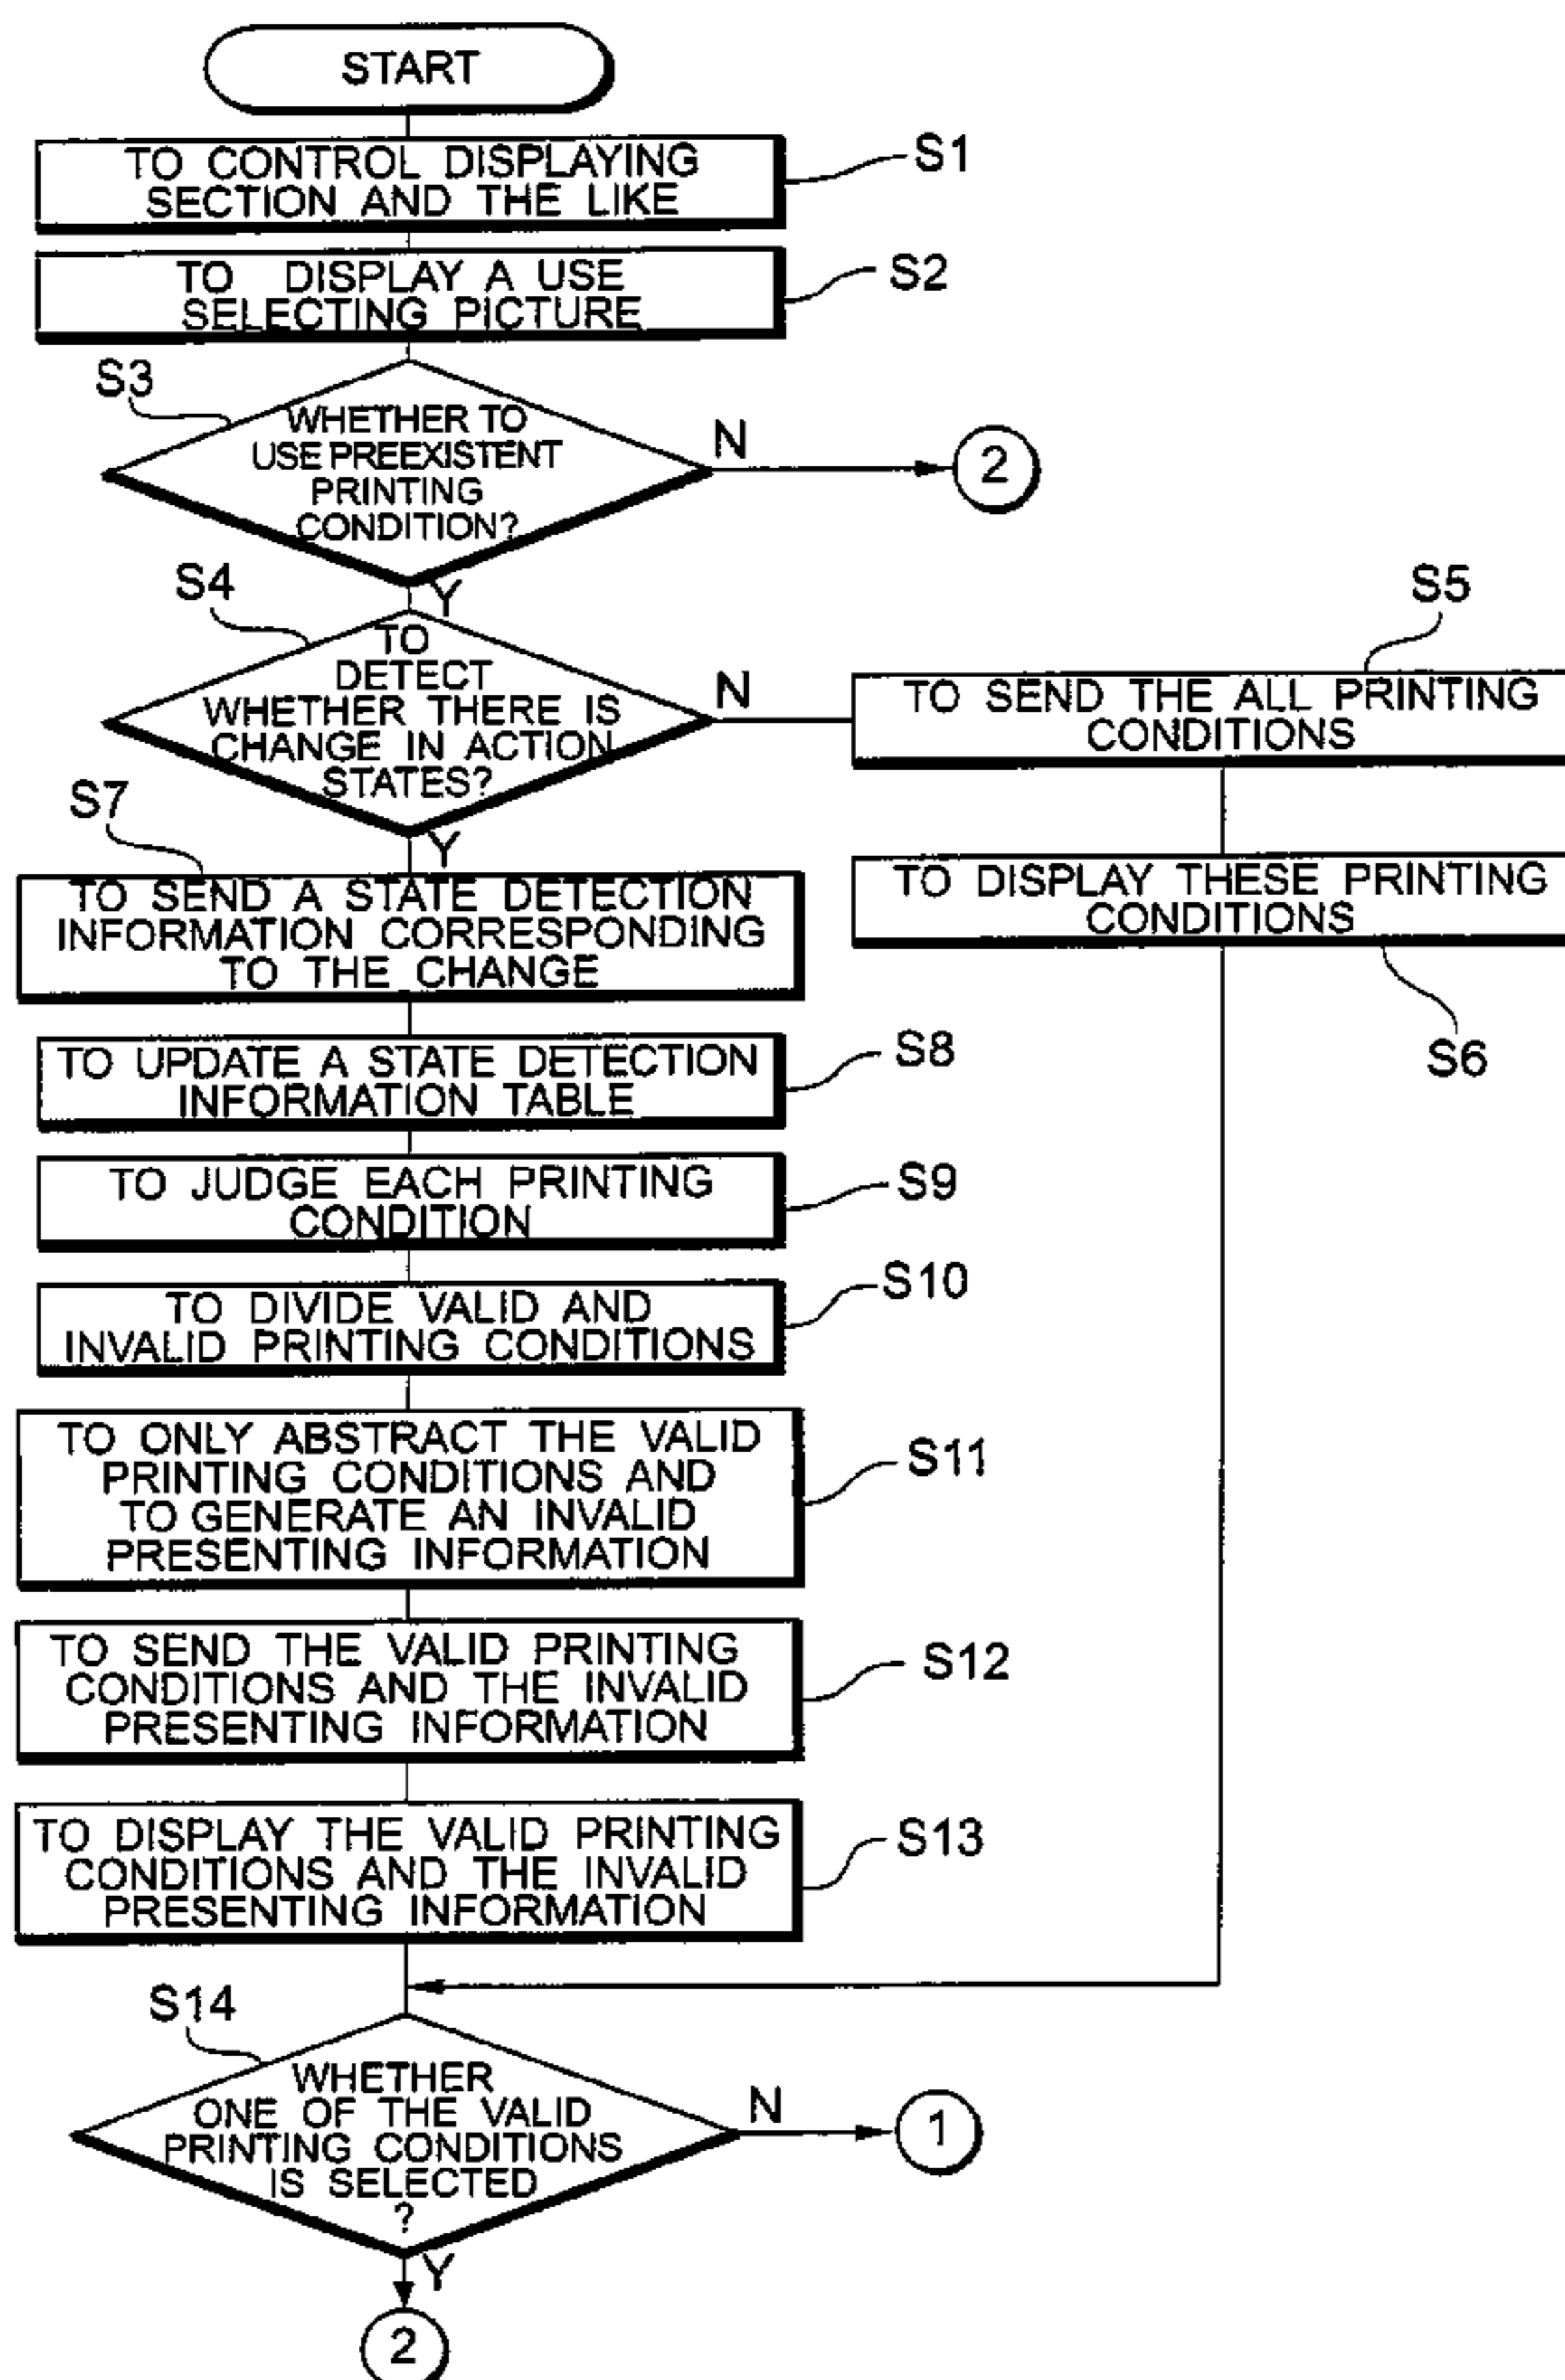 START
TO CONTROL DISPLAYING
SECTION AND THE LIKE
S1
TO DISPLAY A USE
SELECTING PICTURE
S2
S3
WHETHER TO
USE PREEXISTENT
PRINTING
CONDITION?
N
2
Y
S4
TO
DETECT
WHETHER THERE IS
CHANGE IN ACTION
STATES?
N
S5
TO SEND THE ALL PRINTING
CONDITIONS
Y
S7
TO SEND A STATE DETECTION
INFORMATION CORRESPONDING
TO THE CHANGE
TO DISPLAY THESE PRINTING
CONDITIONS
S6
TO UPDATE A STATE DETECTION
INFORMATION TABLE
S8
TO JUDGE EACH PRINTING
CONDITION
S9
TO DIVIDE VALID AND
INVALID PRINTING CONDITIONS
S10
TO ONLY ABSTRACT THE VALID
PRINTING CONDITIONS AND
TO GENERATE AN INVALID
PRESENTING INFORMATION
S11
TO SEND THE VALID PRINTING
CONDITIONS AND THE INVALID
PRESENTING INFORMATION
S12
TO DISPLAY THE VALID PRINTING
CONDITIONS AND THE INVALID
PRESENTING INFORMATION
S13
S14
WHETHER
ONE OF THE VALID
PRINTING CONDITIONS
IS SELECTED
?
N
1
Y
2